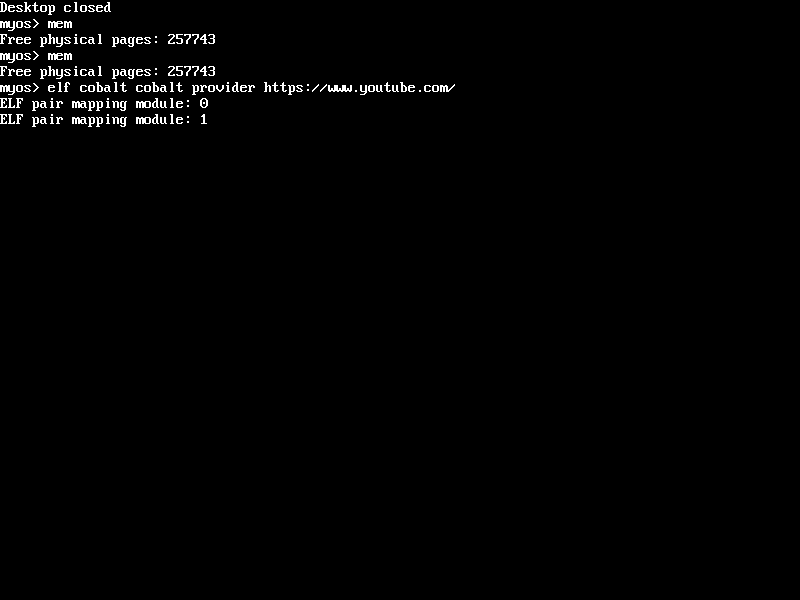 Desktop closed
myos> mem
Free physical pages: 257743
myos> mem
Free physical pages: 257743
myos> elf cobalt cobalt provider https://www.youtube.com/
ELF pair mapping module: 0
ELF pair mapping module: 1